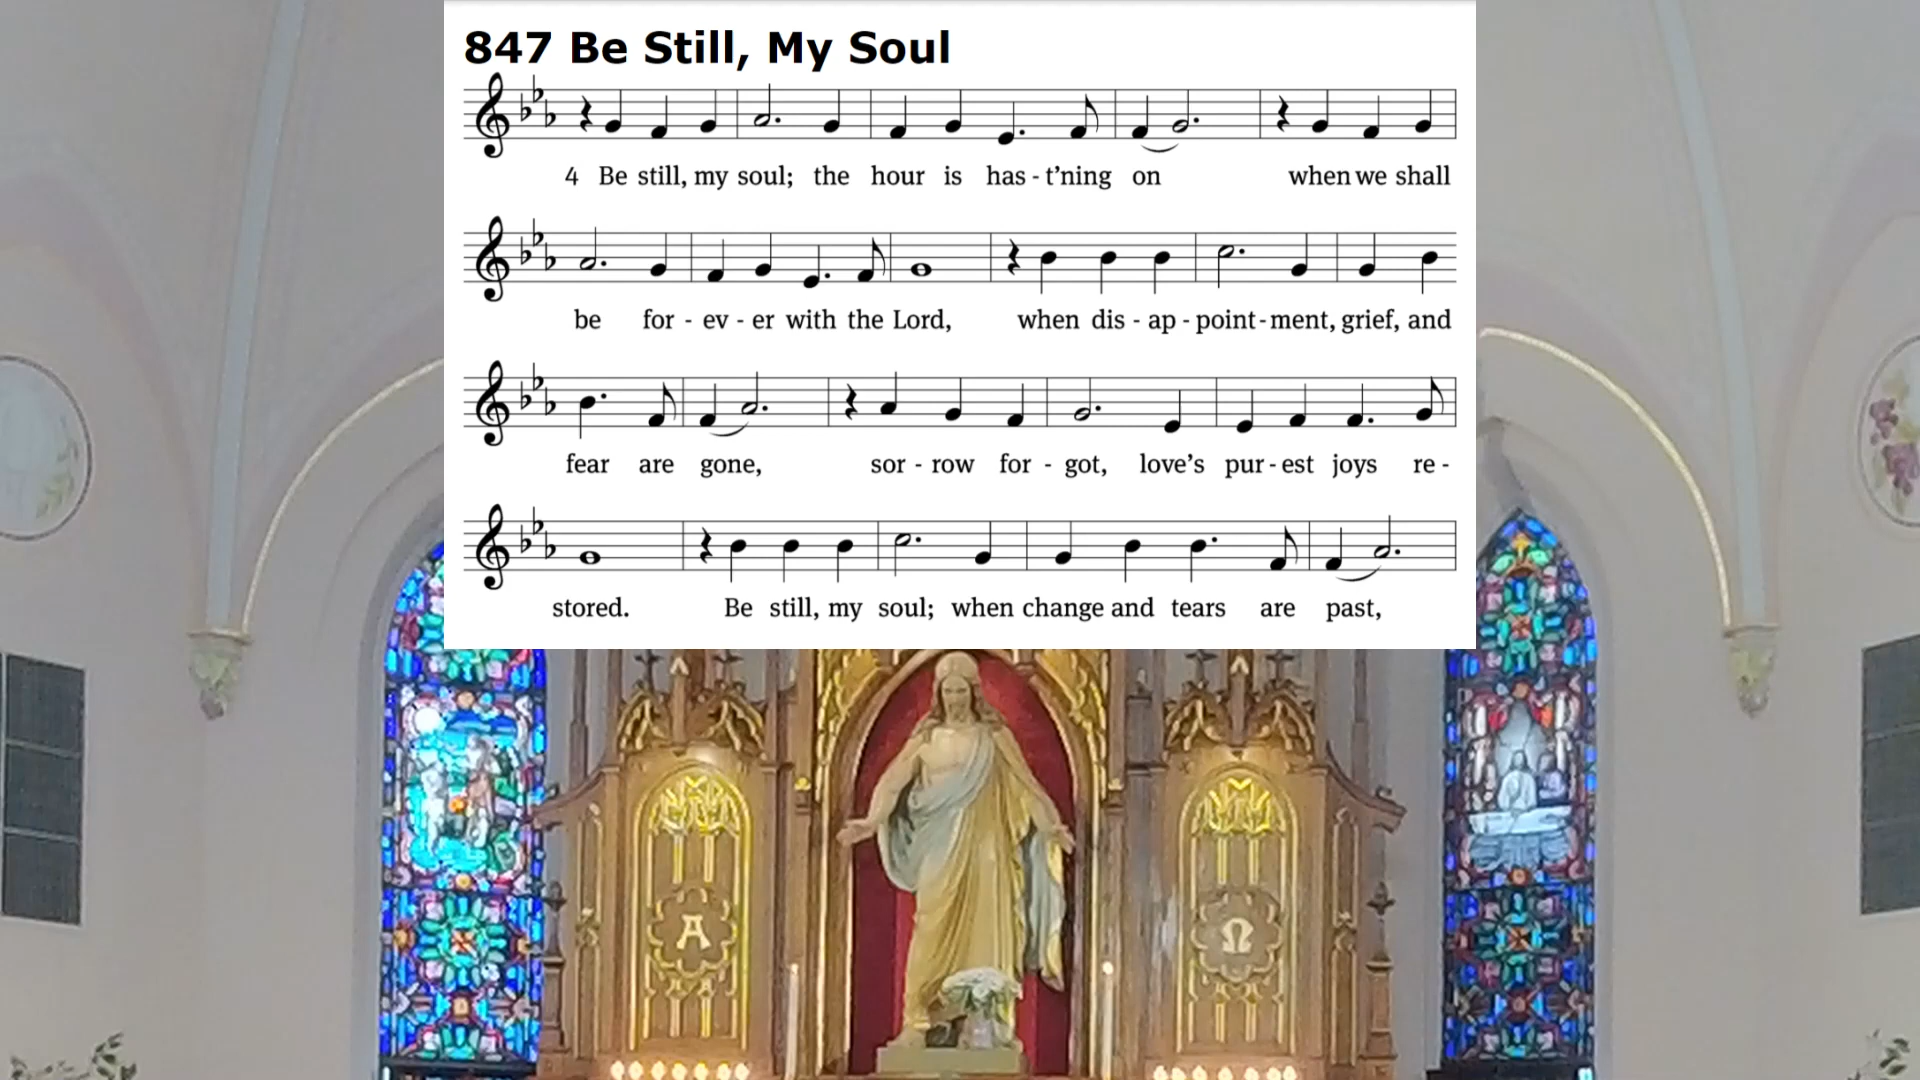 847 Be Still, My Soul
4 Be still, my soul; the hour is has - t’ning on when we shall
be for - ev - er with the Lord, when dis - ap - point - ment, grief, and
fear are gone, sor - row for - got, love’s pur - est joys re -
stored. Be still, my soul; when change and tears are past,
A Ω